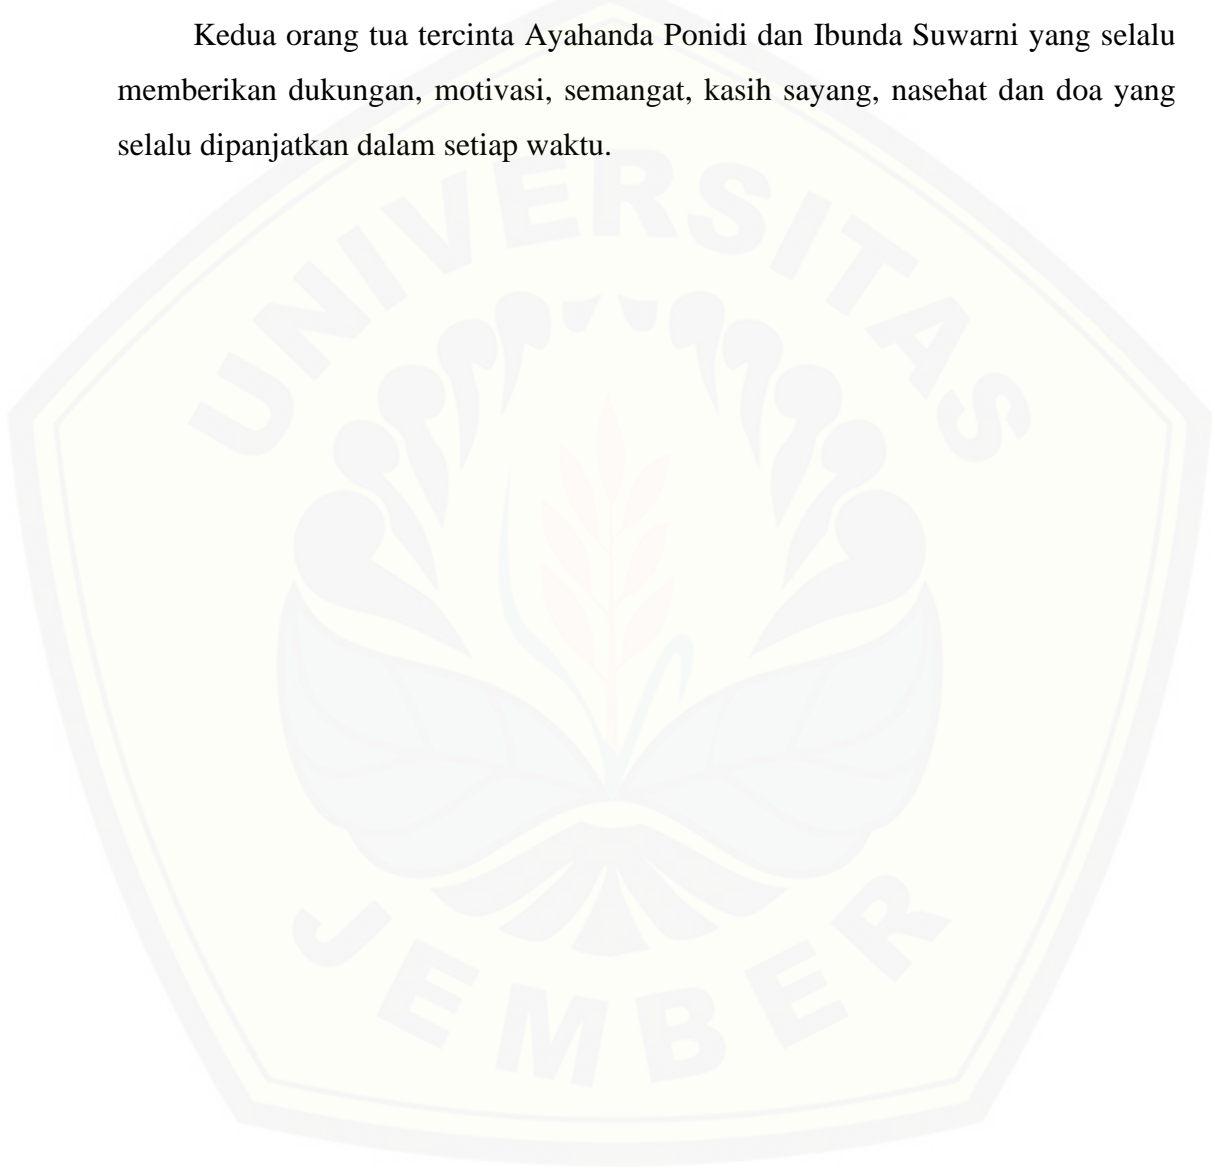 Kedua orang tua tercinta Ayahanda Ponidi dan Ibunda Suwarni yang selalu
memberikan dukungan, motivasi, semangat, kasih sayang, nasehat dan doa yang
selalu dipanjatkan dalam setiap waktu.
UNIVERSITAS
JEMBER